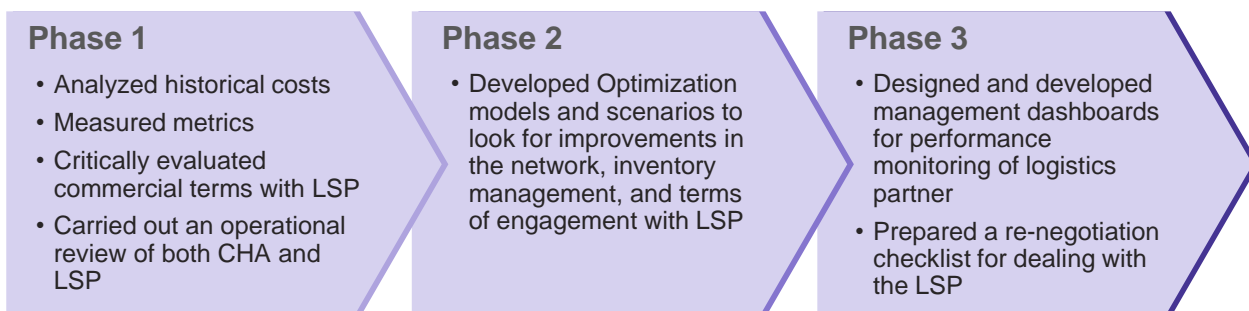 Phase 1
• Analyzed historical costs
• Measured metrics
• Critically evaluated
commercial terms with LSP
• Carried out an operational
review of both CHA and
LSP
Phase 2
• Developed Optimization
models and scenarios to
look for improvements in
the network, inventory
management, and terms
of engagement with LSP
Phase 3
• Designed and developed
management dashboards
for performance
monitoring of logistics
partner
• Prepared a re-negotiation
checklist for dealing with
the LSP